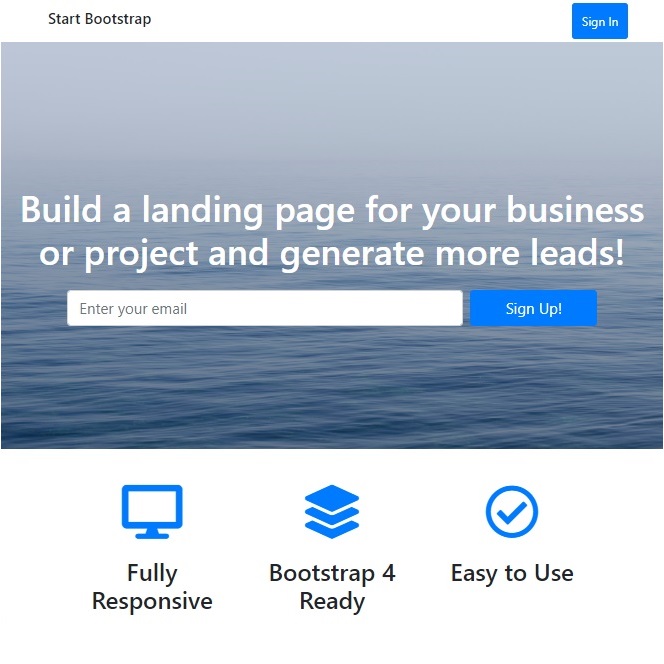 Start Bootstrap
Sign In
Build a landing page for your business
or project and generate more leads!
Enter your email
Sign Up!
Fully
Responsive
Bootstrap 4
Ready
Easy to Use